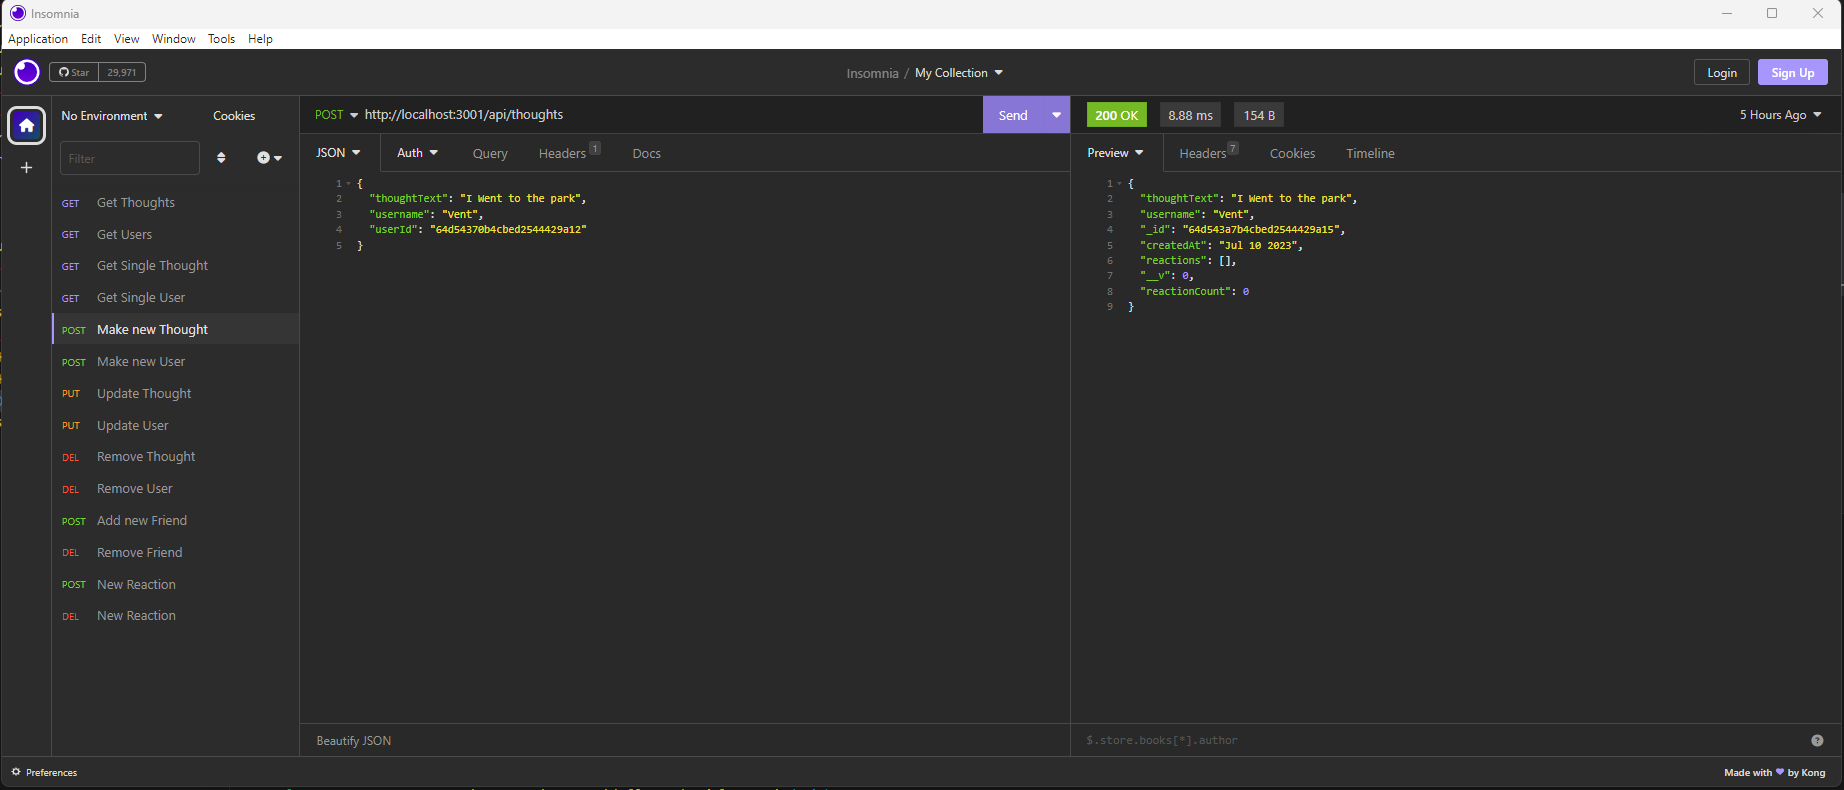 Insomnia
Application Edit View Window Tools Help
Star 29,971 Insomnia / My Collection Login Sign Up
No Environment Cookies
Filter
GET Get Thoughts
GET Get Users
GET Get Single Thought
GET Get Single User
POST Make new Thought
POST Make new User
PUT Update Thought
PUT Update User
DEL Remove Thought
DEL Remove User
POST Add new Friend
DEL Remove Friend
POST New Reaction
DEL New Reaction
POST http://localhost:3001/api/thoughts Send
JSON Auth Query Headers 1 Docs
1 {
2 "thoughtText": "I Went to the park",
3 "username": "Vent",
4 "userId": "64d54370b4cbed2544429a12"
5 }
Beautify JSON
200 OK 8.88 ms 154 B 5 Hours Ago
Preview Headers 7 Cookies Timeline
1 {
2 "thoughtText": "I Went to the park",
3 "username": "Vent",
4 "_id": "64d543a7b4cbed2544429a15",
5 "createdAt": "Jul 10 2023",
6 "reactions": [],
7 "__v": 0,
8 "reactionCount": 0
9 }
$.store.books[*].author ?
Preferences
Made with ♥ by Kong